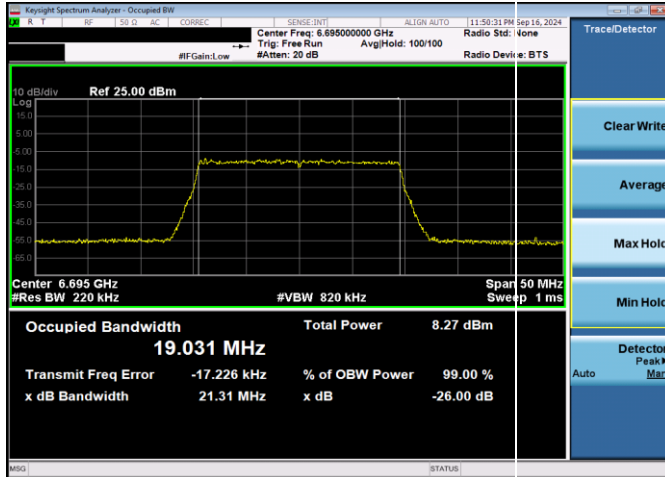 Keysight Spectrum Analyzer - Occupied BW
R T RF 50 Ω AC CORREC SENSE:INT ALIGN AUTO 11:50:31 PM Sep 16, 2024
Center Freq: 6.695000000 GHz Radio Std: None
Trig: Free Run Avg|Hold: 100/100
#IFGain:Low #Atten: 20 dB Radio Device: BTS
Trace/Detector
10 dB/div Ref 25.00 dBm
Log
15.0
5.00
-5.00
-15.0
-25.0
-35.0
-45.0
-55.0
-65.0
Center 6.695 GHz Span 50 MHz
#Res BW 220 kHz #VBW 820 kHz Sweep 1 ms
Occupied Bandwidth Total Power 8.27 dBm
19.031 MHz
Transmit Freq Error -17.226 kHz % of OBW Power 99.00 %
x dB Bandwidth 21.31 MHz x dB -26.00 dB
Clear Write
Average
Max Hold
Min Hold
Detector
Peak
Auto Man
MSG STATUS